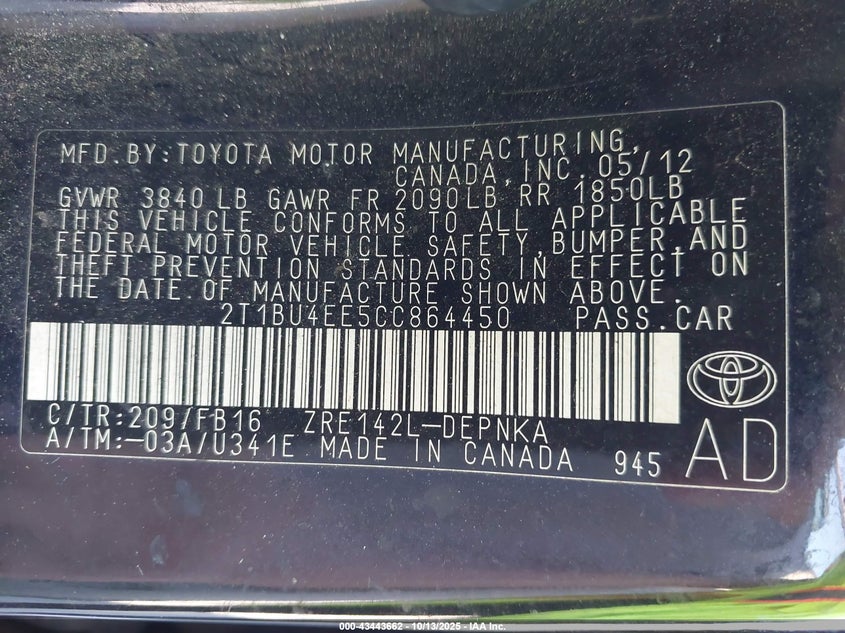 MFD.BY:TOYOTA MOTOR MANUFACTURING,
CANADA,INC. 05/12
GVWR 3840 LB GAWR FR 2090LB RR 1850LB
THIS VEHICLE CONFORMS TO ALL APPLICABLE
FEDERAL MOTOR VEHICLE SAFETY,BUMPER,AND
THEFT PREVENTION STANDARDS IN EFFECT ON
THE DATE OF MANUFACTURE SHOWN ABOVE.
2T1BU4EE5CC864450 PASS.CAR
C/TR:209/FB16 ZRE142L-DEPNKA
A/TM:-03A/U341E MADE IN CANADA 945 AD
000-43443662 - 10/13/2025 - IAA Inc.